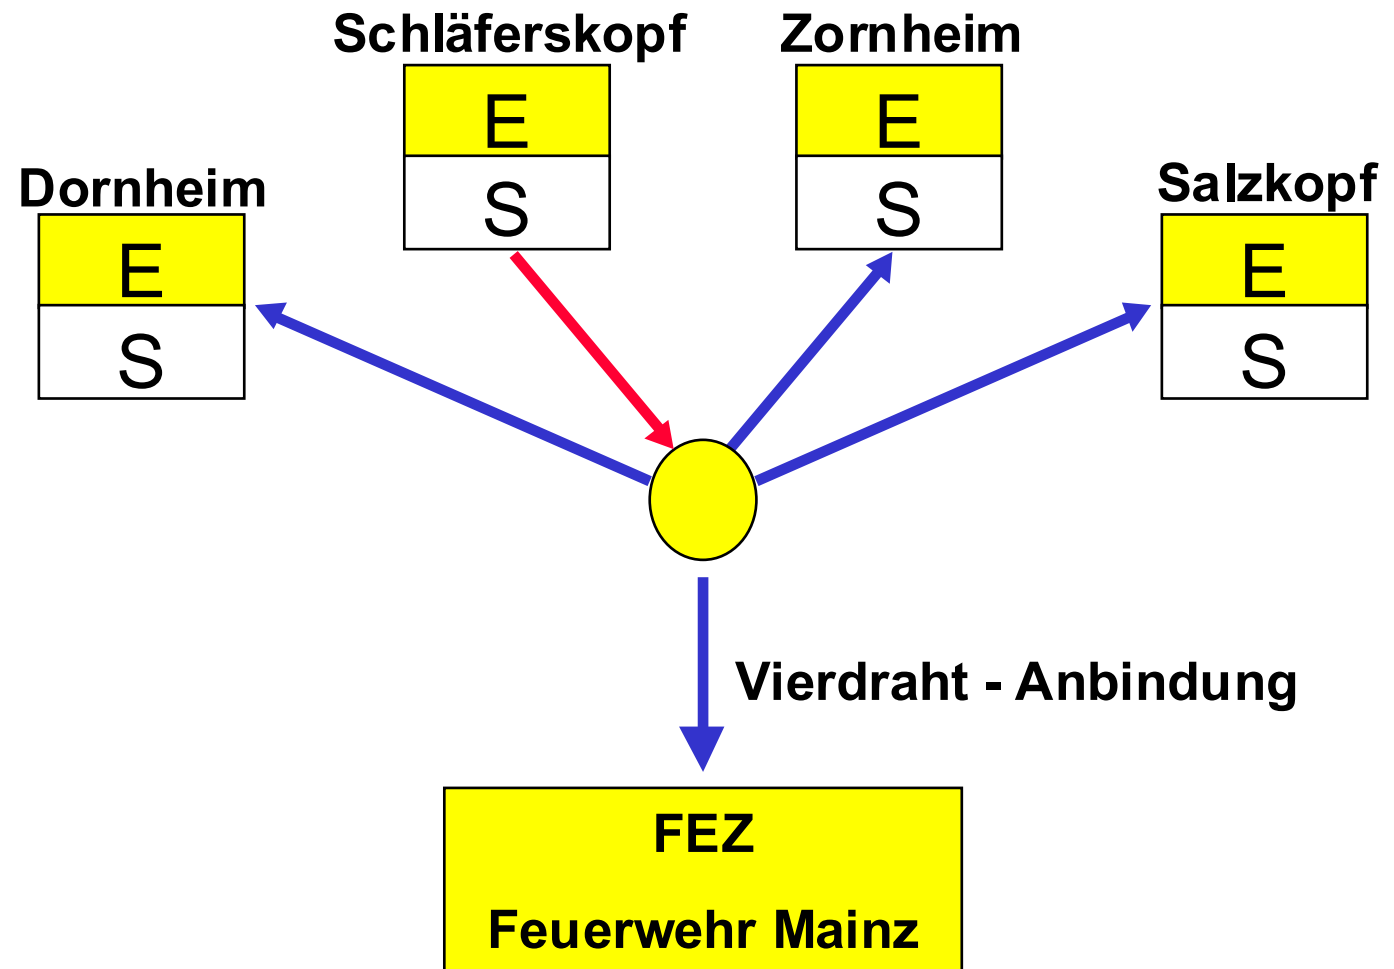 Schläferskopf
Zornheim
E
S
E
S
Dornheim
E
S
Salzkopf
E
S
Vierdraht - Anbindung
FEZ
Feuerwehr Mainz